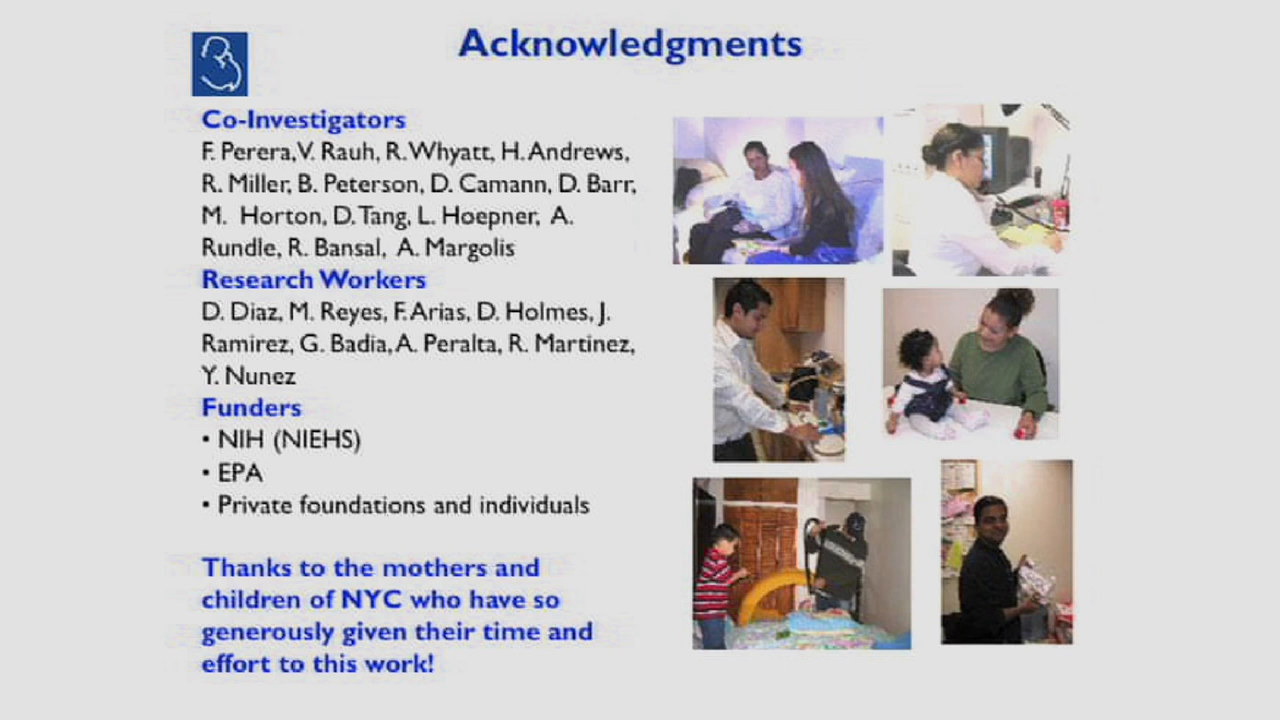 Acknowledgments
Co-Investigators
F. Perera, V. Rauh, R. Whyatt, H. Andrews,
R. Miller, B. Peterson, D. Camann, D. Barr,
M. Horton, D. Tang, L. Hoepner, A.
Rundle, R. Bansal, A. Margolis
Research Workers
D. Diaz, M. Reyes, F. Arias, D. Holmes, J.
Ramirez, G. Badia, A. Peralta, R. Martinez,
Y. Nunez
Funders
• NIH (NIEHS)
• EPA
• Private foundations and individuals
Thanks to the mothers and
children of NYC who have so
generously given their time and
effort to this work!